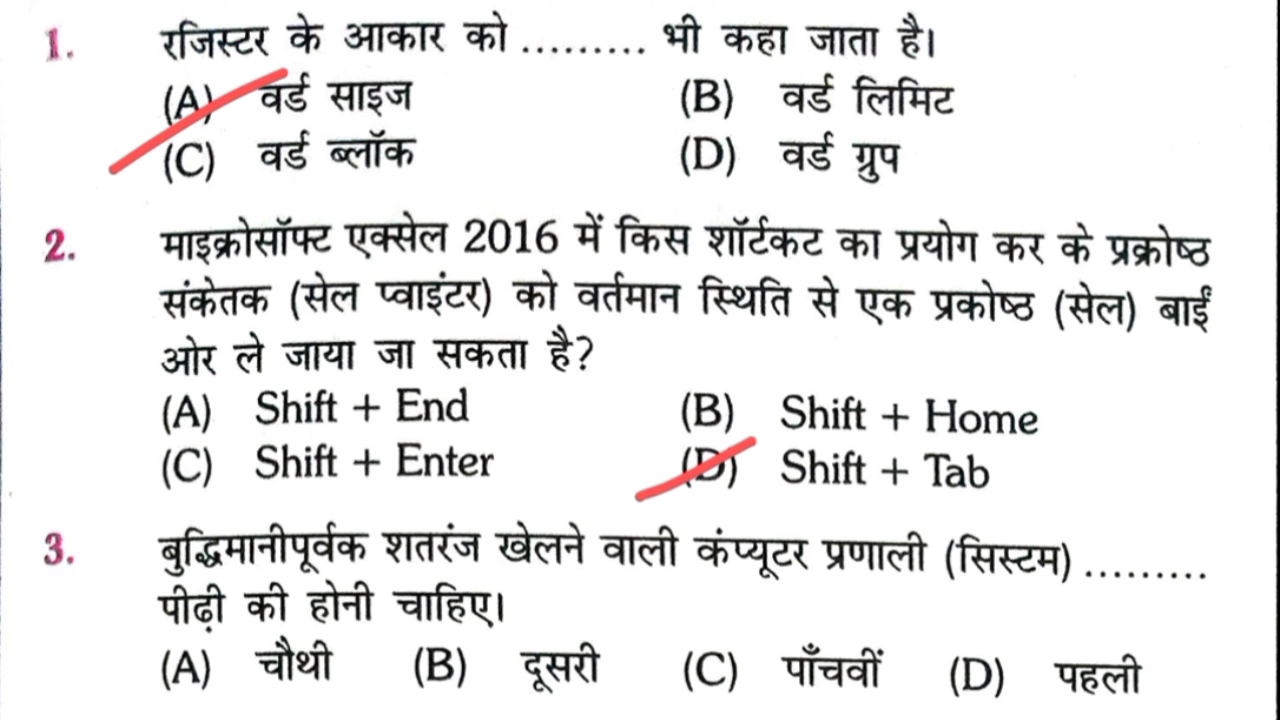 1. रजिस्टर के आकार को ......... भी कहा जाता है।
(A) वर्ड साइज (B) वर्ड लिमिट
(C) वर्ड ब्लॉक (D) वर्ड ग्रुप
2. माइक्रोसॉफ्ट एक्सेल 2016 में किस शॉर्टकट का प्रयोग कर के प्रक्रोष्ठ
संकेतक (सेल प्वाइंटर) को वर्तमान स्थिति से एक प्रकोष्ठ (सेल) बाईं
ओर ले जाया जा सकता है?
(A) Shift + End (B) Shift + Home
(C) Shift + Enter (D) Shift + Tab
3. बुद्धिमानीपूर्वक शतरंज खेलने वाली कंप्यूटर प्रणाली (सिस्टम) .........
पीढ़ी की होनी चाहिए।
(A) चौथी (B) दूसरी (C) पाँचवीं (D) पहली